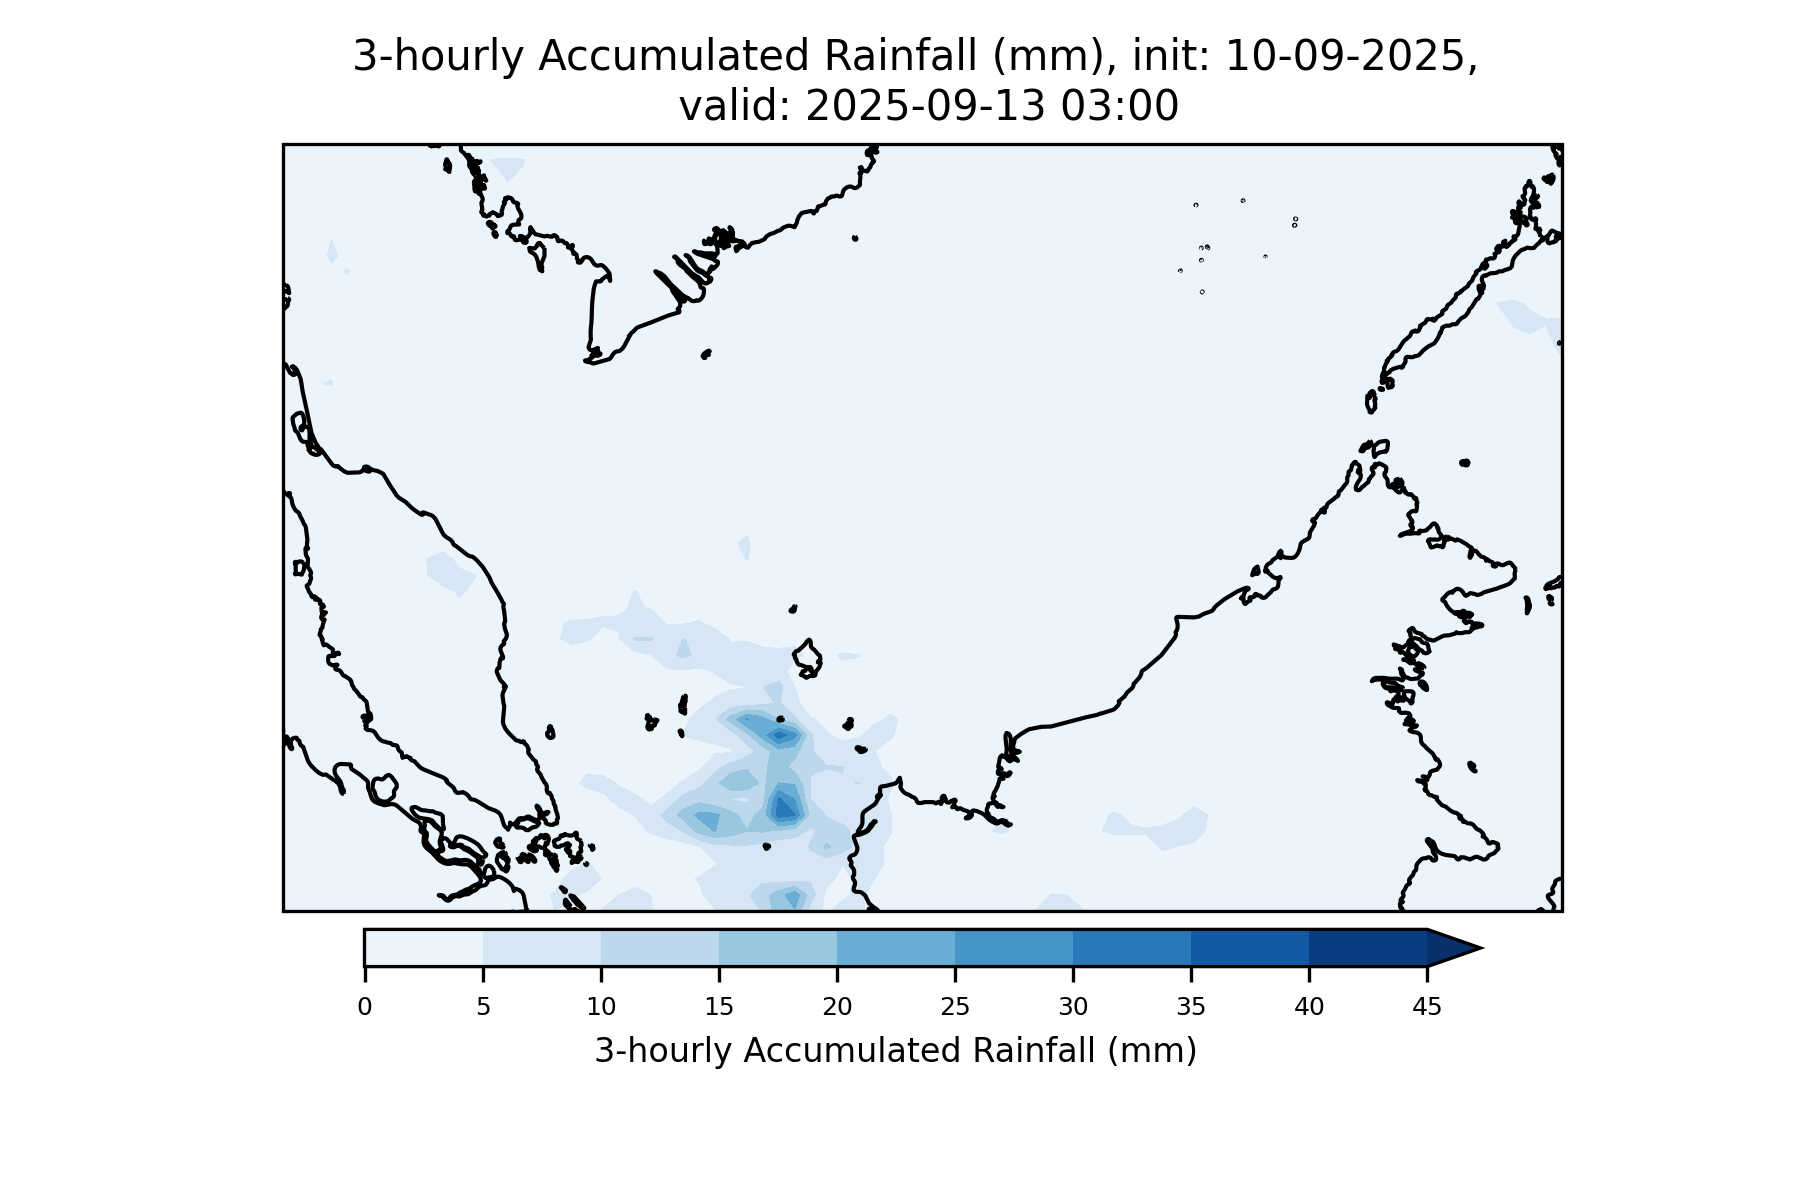 3-hourly Accumulated Rainfall (mm), init: 10-09-2025,
valid: 2025-09-13 03:00
0 5 10 15 20 25 30 35 40 45
3-hourly Accumulated Rainfall (mm)